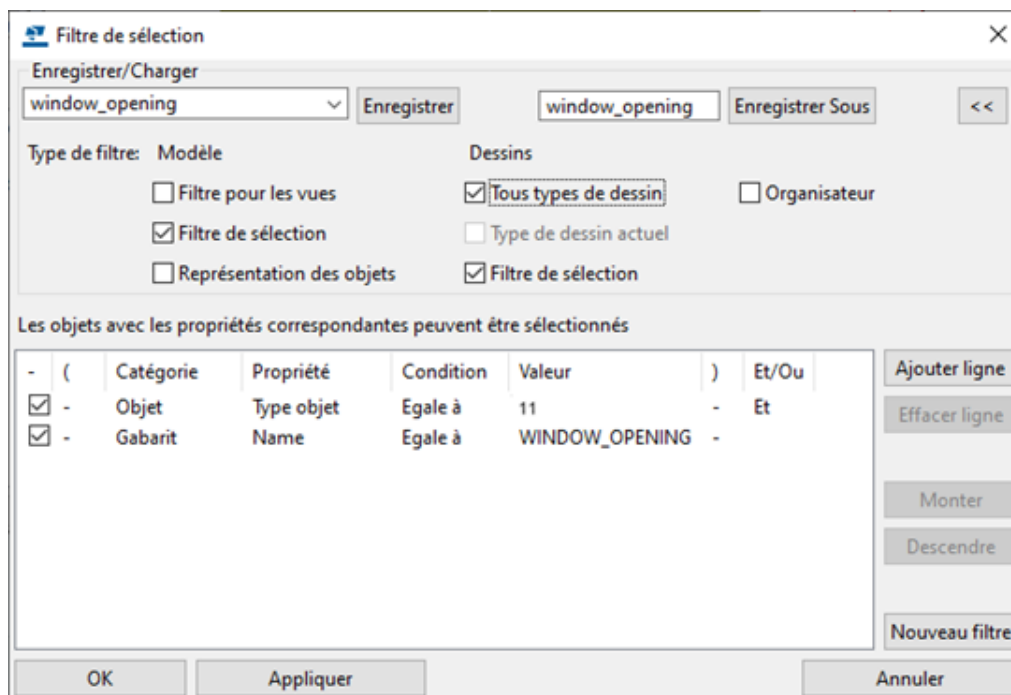 Filtre de sélection
Enregistrer/Charger
window_opening Enregistrer window_opening Enregistrer Sous <<
Type de filtre: Modèle Dessins
Filtre pour les vues Tous types de dessin Organisateur
Filtre de sélection Type de dessin actuel
Représentation des objets Filtre de sélection
Les objets avec les propriétés correspondantes peuvent être sélectionnés
- ( Catégorie Propriété Condition Valeur ) Et/Ou Ajouter ligne
- Objet Type objet Egale à 11 - Et Effacer ligne
- Gabarit Name Egale à WINDOW_OPENING -
Monter
Descendre
Nouveau filtre
OK Appliquer Annuler